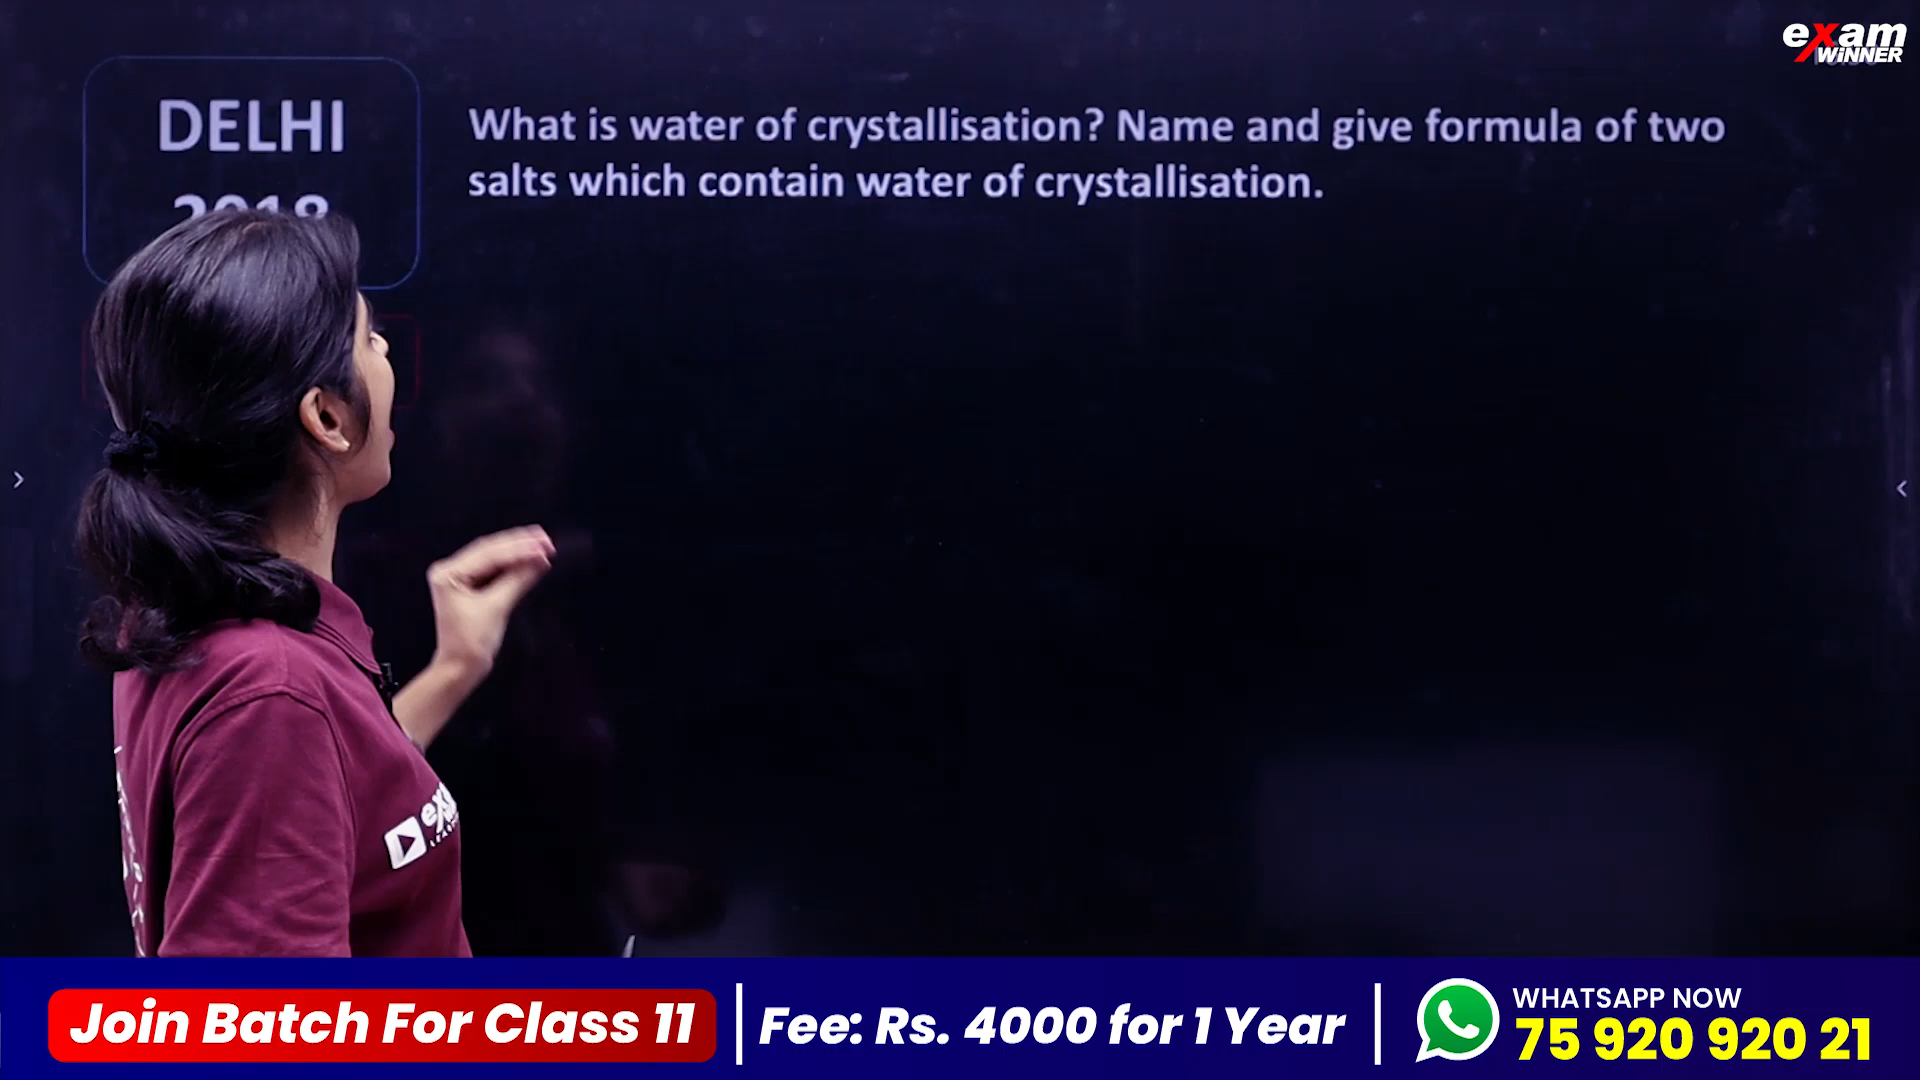 exam
WINNER
DELHI
2018
What is water of crystallisation? Name and give formula of two
salts which contain water of crystallisation.
Join Batch For Class 11
Fee: Rs. 4000 for 1 Year
WHATSAPP NOW
75 920 920 21